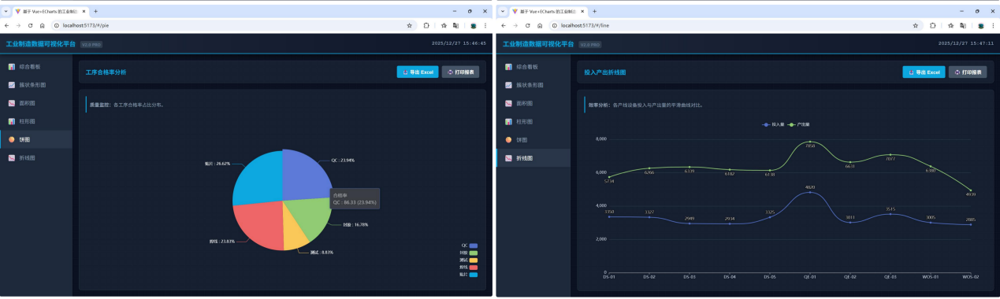 基于 Vue+ECharts 的工业制造
localhost:5173/#/pie
工业制造数据可视化平台 V2.0 PRO
2025/12/27 15:46:45
综合看板
簇状条形图
面积图
柱形图
饼图
折线图
工序合格率分析
导出 Excel
打印报表
质量监控：各工序合格率占比分布。
贴片：26.62%
QC：23.94%
合格率
QC：86.33 (23.94%)
封胶：16.78%
焊线：23.83%
测试：8.83%
QC
封胶
测试
焊线
贴片
基于 Vue+ECharts 的工业制造
localhost:5173/#/line
工业制造数据可视化平台 V2.0 PRO
2025/12/27 15:47:11
综合看板
簇状条形图
面积图
柱形图
饼图
折线图
投入产出折线图
导出 Excel
打印报表
效率分析：各产线设备投入与产出量的平滑曲线对比。
投入量 产出量
8,000
6,000
4,000
2,000
0
5734 6266 6339 6182 6138 7858 6631 7077 6380 4939
3350 3327 2949 2934 3325 4820 3011 3515 3005 2885
DS-01 DS-02 DS-03 DS-04 DS-05 QE-01 QE-02 QE-03 WOS-01 WOS-02